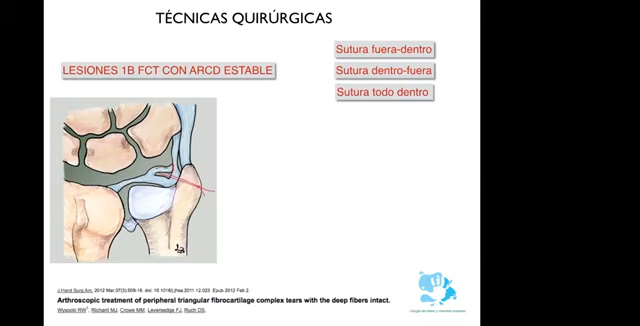 TÉCNICAS QUIRÚRGICAS
Sutura fuera-dentro
LESIONES 1B FCT CON ARCD ESTABLE
Sutura dentro-fuera
Sutura todo dentro
J Hand Surg Am. 2012 Mar;37(3):509-16. doi: 10.1016/j.jhsa.2011.12.023. Epub 2012 Feb 2
Arthroscopic treatment of peripheral triangular fibrocartilage complex tears with the deep fibers intact.
Wysocki RW1, Richard MJ, Crowe MM, Leversedge FJ, Ruch DS.